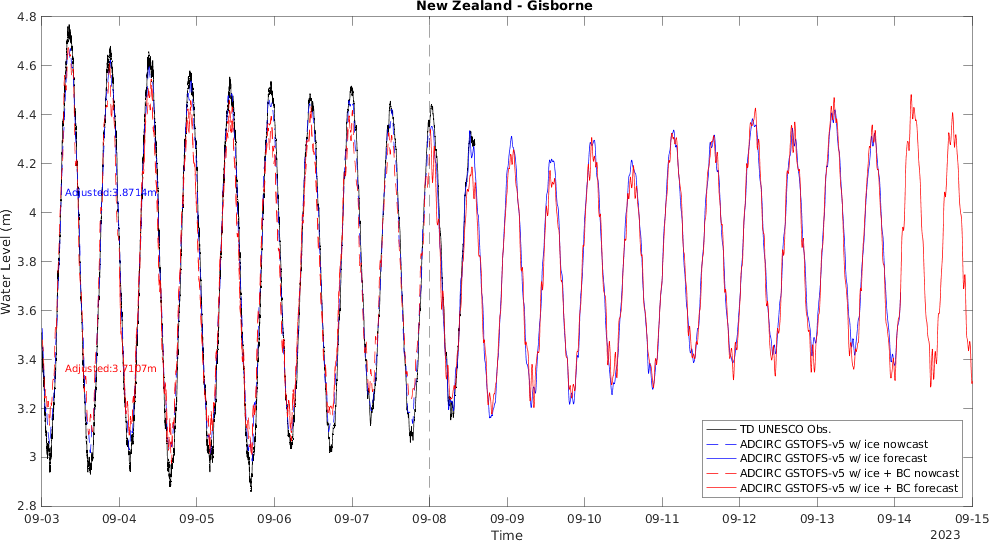 New Zealand - Gisborne
4.8
4.6
4.4
4.2
4
3.8
3.6
3.4
3.2
3
2.8
Water Level (m)
Adjusted:3.8714m
Adjusted:3.7107m
TD UNESCO Obs.
ADCIRC GSTOFS-v5 w/ ice nowcast
ADCIRC GSTOFS-v5 w/ ice forecast
ADCIRC GSTOFS-v5 w/ ice + BC nowcast
ADCIRC GSTOFS-v5 w/ ice + BC forecast
09-03 09-04 09-05 09-06 09-07 09-08 09-09 09-10 09-11 09-12 09-13 09-14 09-15
Time
2023